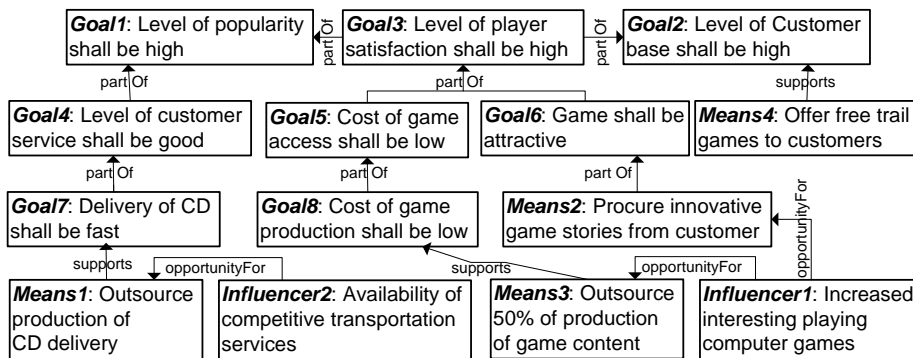 Goal1: Level of popularity
shall be high
part Of
Goal3: Level of player
satisfaction shall be high
part Of
Goal2: Level of Customer
base shall be high
part Of
part Of
supports
Goal4: Level of customer
service shall be good
Goal5: Cost of game
access shall be low
Goal6: Game shall be
attractive
Means4: Offer free trail
games to customers
part Of
part Of
part Of
opportunityFor
Goal7: Delivery of CD
shall be fast
Goal8: Cost of game
production shall be low
Means2: Procure innovative
game stories from customer
supports
opportunityFor
supports
opportunityFor
Means1: Outsource
production of
CD delivery
Influencer2: Availability of
competitive transportation
services
Means3: Outsource
50% of production
of game content
Influencer1: Increased
interesting playing
computer games